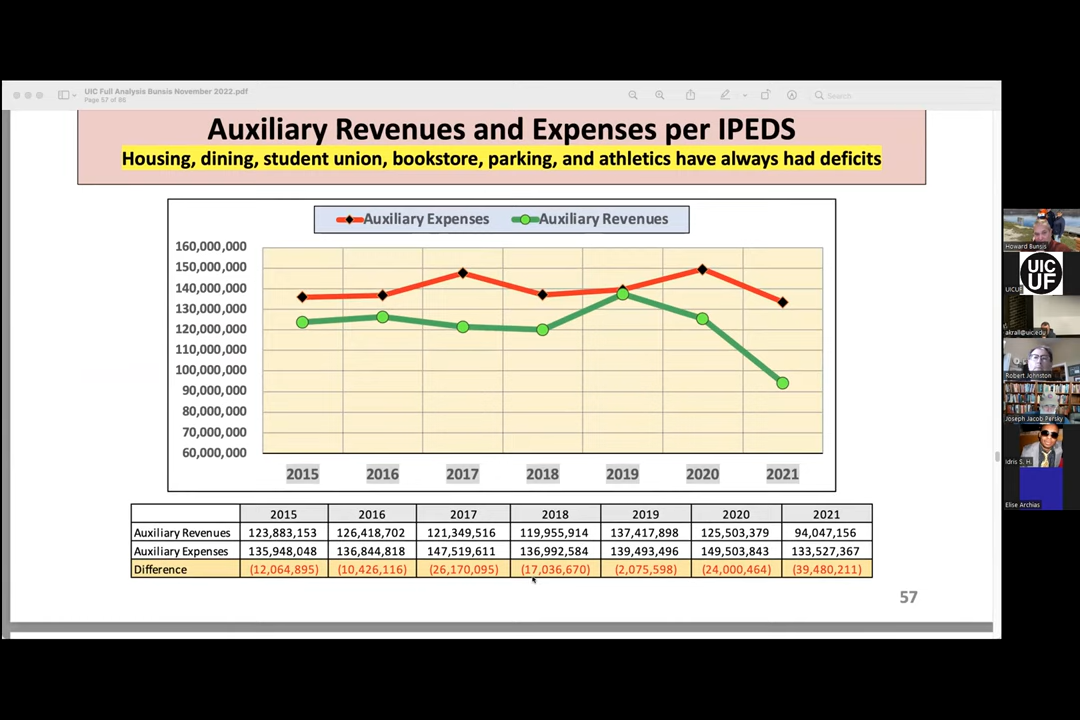 UIC Full Analysis Bunsis November 2022.pdf
Page 57 of 86
Search
Auxiliary Revenues and Expenses per IPEDS
Housing, dining, student union, bookstore, parking, and athletics have always had deficits
Auxiliary Expenses Auxiliary Revenues
160,000,000
150,000,000
140,000,000
130,000,000
120,000,000
110,000,000
100,000,000
90,000,000
80,000,000
70,000,000
60,000,000
2015 2016 2017 2018 2019 2020 2021
2015 2016 2017 2018 2019 2020 2021
Auxiliary Revenues 123,883,153 126,418,702 121,349,516 119,955,914 137,417,898 125,503,379 94,047,156
Auxiliary Expenses 135,948,048 136,844,818 147,519,611 136,992,584 139,493,496 149,503,843 133,527,367
Difference (12,064,895) (10,426,116) (26,170,095) (17,036,670) (2,075,598) (24,000,464) (39,480,211)
57
Howard Bunsis
UIC
UF
UICUF
akrall@uic.edu
Robert Johnston
Joseph Jacob Persky
Idris S. H.
Elise Archias